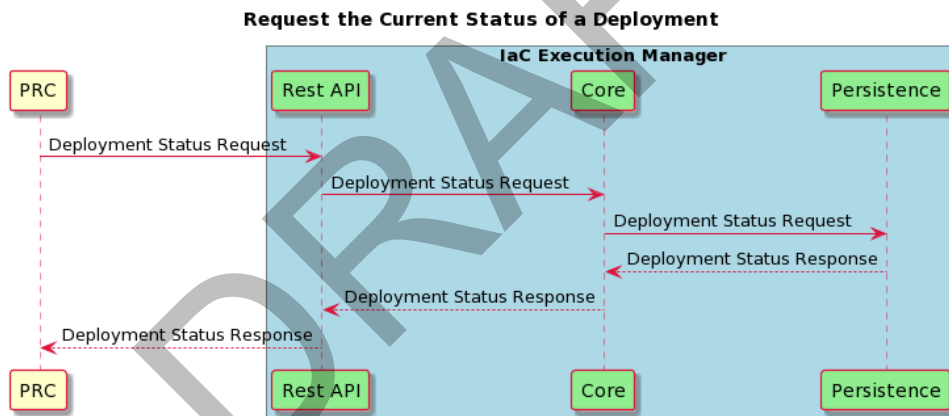 Request the Current Status of a Deployment
IaC Execution Manager
PRC
Rest API
Core
Persistence
Deployment Status Request
Deployment Status Request
Deployment Status Request
Deployment Status Response
Deployment Status Response
Deployment Status Response
PRC
Rest API
Core
Persistence
DRAF